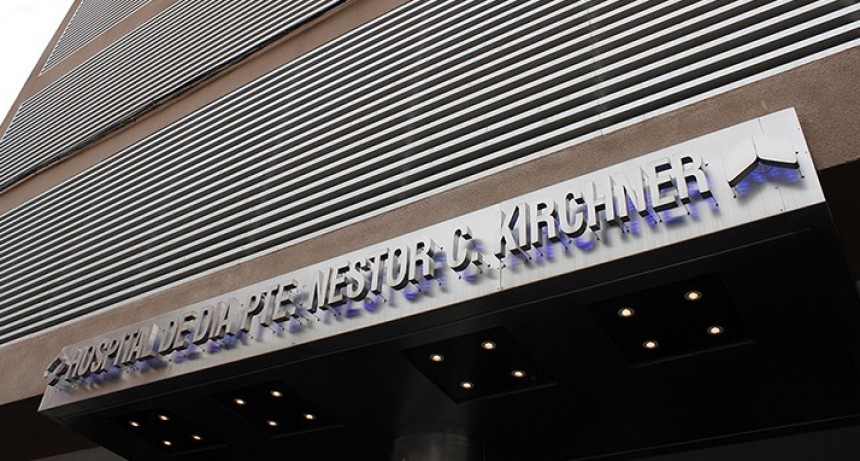 HOSPITAL DE DIA PTE. NESTOR C. KIRCHNER